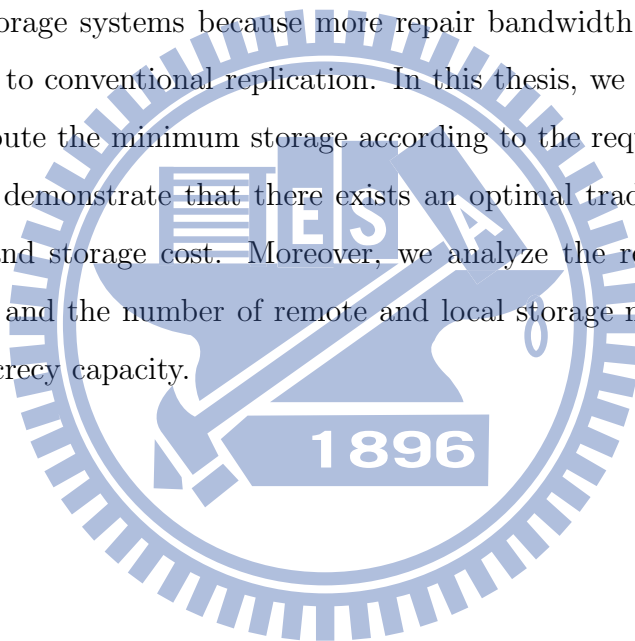 orage systems because more repair bandwidth
to conventional replication. In this thesis, we
ute the minimum storage according to the requ
demonstrate that there exists an optimal trad
nd storage cost. Moreover, we analyze the re
and the number of remote and local storage n
crecy capacity.
E S A
1896